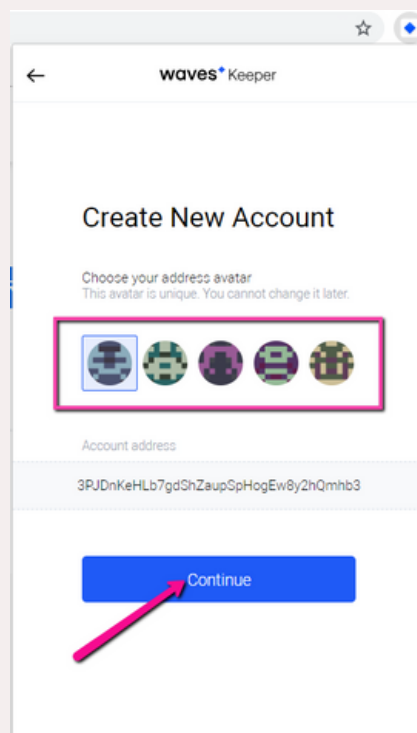 waves Keeper
Create New Account
Choose your address avatar
This avatar is unique. You cannot change it later.
Account address
3PJDnKeHLb7gdShZaupSpHogEw8y2hQmhb3
Continue